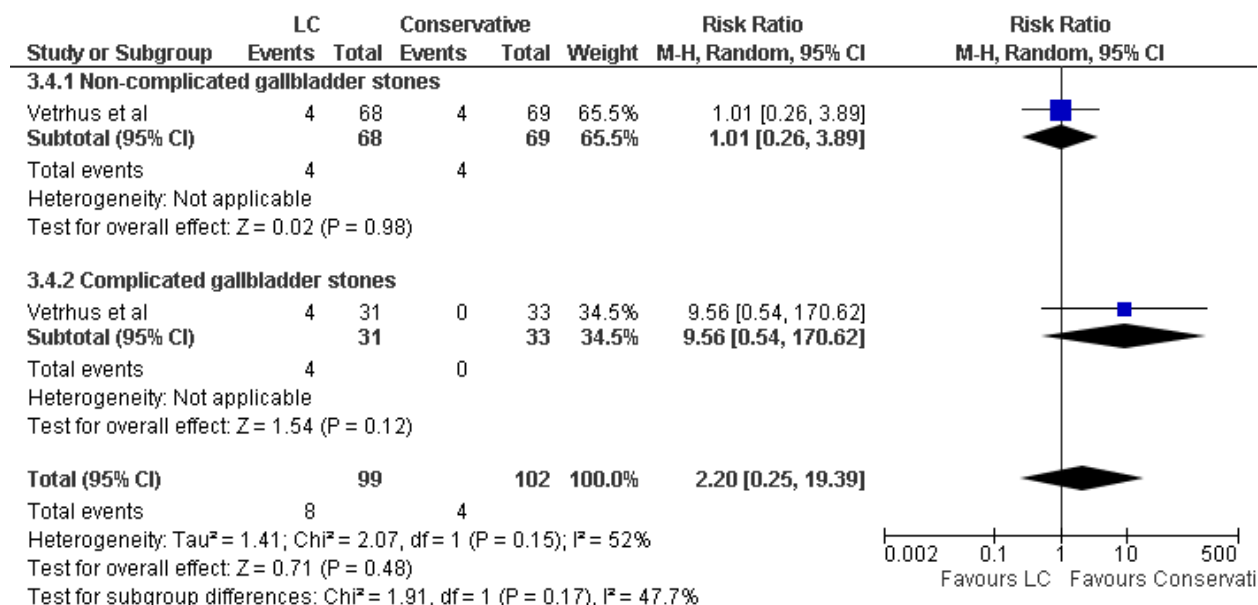 LC Conservative Risk Ratio Risk Ratio
Study or Subgroup Events Total Events Total Weight M-H, Random, 95% CI M-H, Random, 95% CI
3.4.1 Non-complicated gallbladder stones
Vetrhus et al 4 68 4 69 65.5% 1.01 [0.26, 3.89]
Subtotal (95% CI) 68 69 65.5% 1.01 [0.26, 3.89]
Total events 4 4
Heterogeneity: Not applicable
Test for overall effect: Z = 0.02 (P = 0.98)
3.4.2 Complicated gallbladder stones
Vetrhus et al 4 31 0 33 34.5% 9.56 [0.54, 170.62]
Subtotal (95% CI) 31 33 34.5% 9.56 [0.54, 170.62]
Total events 4 0
Heterogeneity: Not applicable
Test for overall effect: Z = 1.54 (P = 0.12)
Total (95% CI) 99 102 100.0% 2.20 [0.25, 19.39]
Total events 8 4
Heterogeneity: Tau² = 1.41; Chi² = 2.07, df = 1 (P = 0.15); I² = 52%
Test for overall effect: Z = 0.71 (P = 0.48)
Test for subgroup differences: Chi² = 1.91, df = 1 (P = 0.17), I² = 47.7%
0.002 0.1 1 10 500
Favours LC Favours Conservati